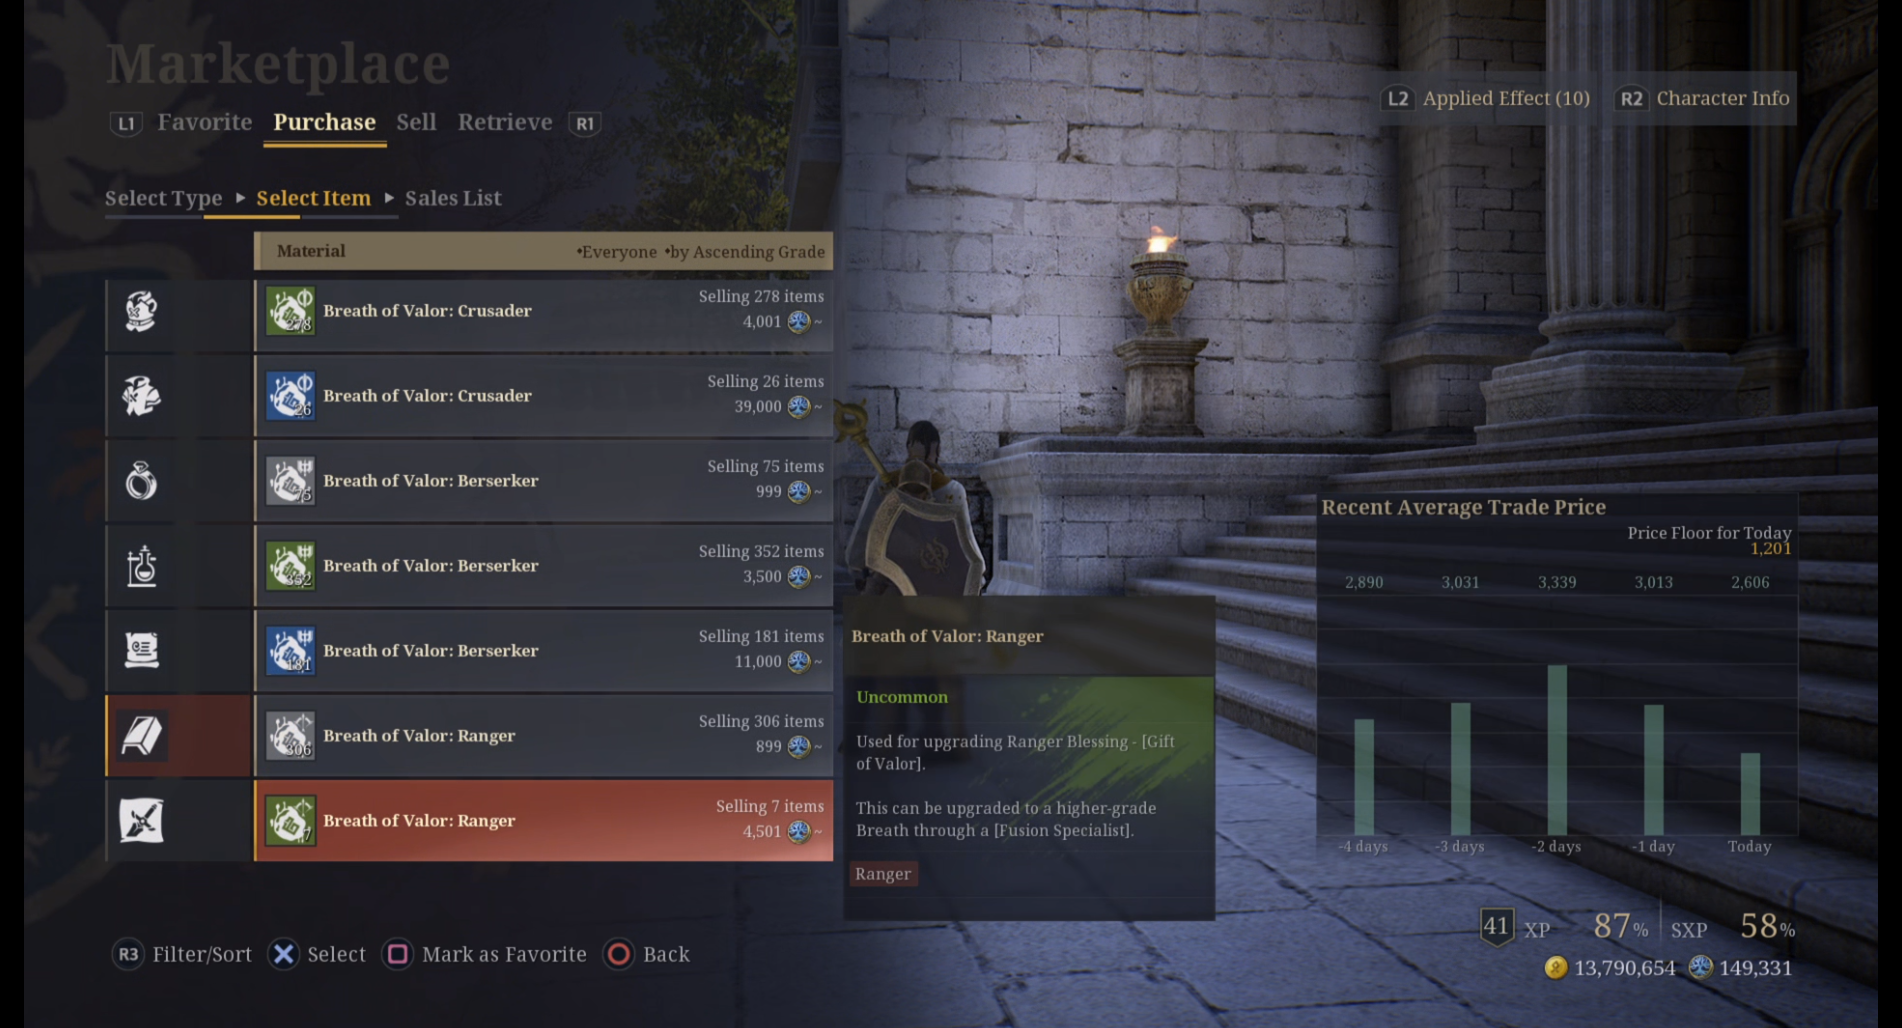 Marketplace
L2 Applied Effect (10) R2 Character Info
L1 Favorite Purchase Sell Retrieve R1
Select Type ▸ Select Item ▸ Sales List
Material •Everyone •by Ascending Grade
Breath of Valor: Crusader
Selling 278 items
4,001 ~
278
Breath of Valor: Crusader
Selling 26 items
39,000 ~
26
Breath of Valor: Berserker
Selling 75 items
999 ~
75
Breath of Valor: Berserker
Selling 352 items
3,500 ~
352
Breath of Valor: Berserker
Selling 181 items
11,000 ~
181
Breath of Valor: Ranger
Selling 306 items
899 ~
306
Breath of Valor: Ranger
Selling 7 items
4,501 ~
7
Breath of Valor: Ranger
Uncommon
Used for upgrading Ranger Blessing - [Gift
of Valor].
This can be upgraded to a higher-grade
Breath through a [Fusion Specialist].
Ranger
Recent Average Trade Price
Price Floor for Today
1,201
2,890 3,031 3,339 3,013 2,606
-4 days -3 days -2 days -1 day Today
41 XP 87% SXP 58%
13,790,654 149,331
R3 Filter/Sort Select Mark as Favorite Back